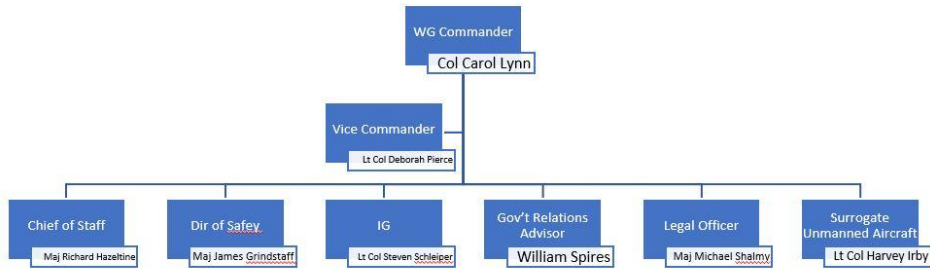 WG Commander
Col Carol Lynn
Vice Commander
Lt Col Deborah Pierce
Chief of Staff
Maj Richard Hazeltine
Dir of Safey
Maj James Grindstaff
IG
Lt Col Steven Schleiper
Gov't Relations
Advisor
William Spires
Legal Officer
Maj Michael Shalmy
Surrogate
Unmanned Aircraft
Lt Col Harvey Irby